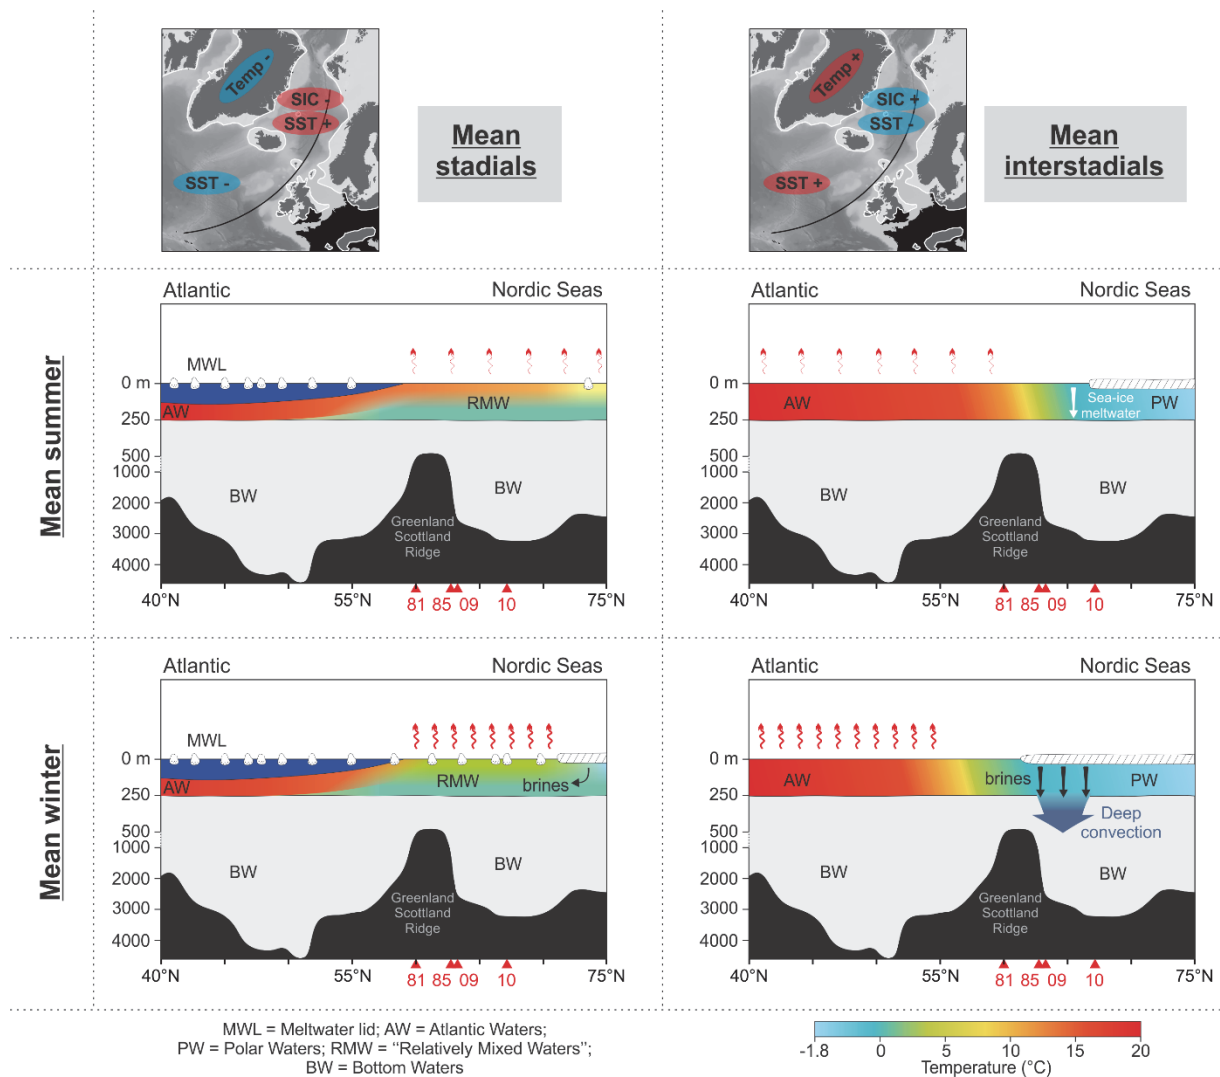 Temp -
SIC -
SST +
SST -
Mean
stadials
Temp +
SIC +
SST -
SST +
Mean
interstadials
Mean summer
Atlantic
Nordic Seas
MWL
0 m
AW
RMW
250
500
1000
BW
BW
2000
3000
4000
Greenland
Scotland
Ridge
40°N
55°N
75°N
81
85
09
10
Atlantic
Nordic Seas
0 m
AW
Sea-ice
meltwater
PW
250
500
1000
BW
BW
2000
3000
4000
Greenland
Scotland
Ridge
40°N
55°N
75°N
81
85
09
10
Mean winter
Atlantic
Nordic Seas
MWL
0 m
AW
RMW
brines
250
500
1000
BW
BW
2000
3000
4000
Greenland
Scotland
Ridge
40°N
55°N
75°N
81
85
09
10
Atlantic
Nordic Seas
0 m
AW
brines
PW
250
Deep
convection
500
1000
BW
BW
2000
3000
4000
Greenland
Scotland
Ridge
40°N
55°N
75°N
81
85
09
10
MWL = Meltwater lid; AW = Atlantic Waters;
PW = Polar Waters; RMW = “Relatively Mixed Waters”;
BW = Bottom Waters
-1.8 0 5 10 15 20
Temperature (°C)